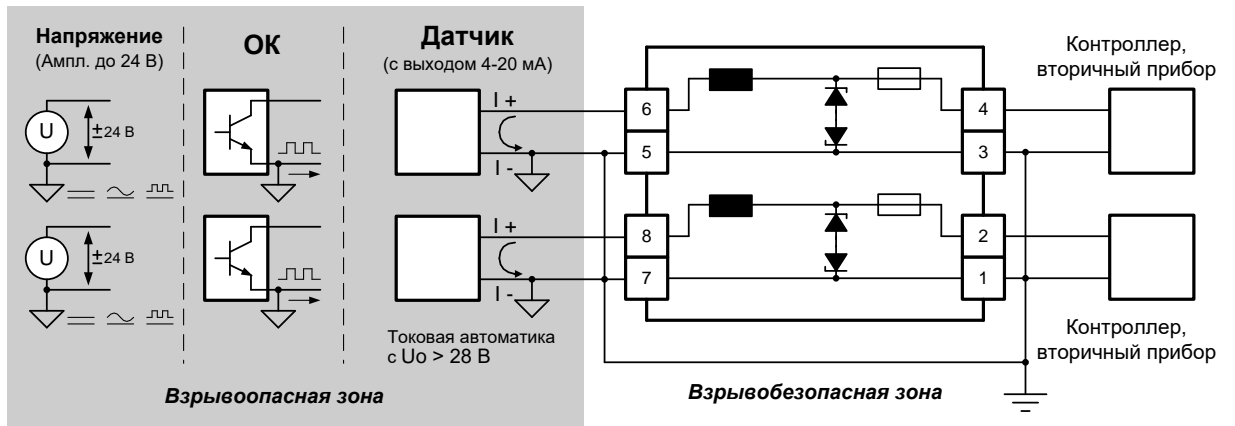 Напряжение
(Ампл. до 24 В)
ОК
Датчик
(с выходом 4-20 мА)
Контроллер,
вторичный прибор
U
±24 В
I +
I -
6
5
4
3
U
±24 В
I +
I -
8
7
2
1
Токовая автоматика
с Uo > 28 В
Контроллер,
вторичный прибор
Взрывоопасная зона
Взрывобезопасная зона